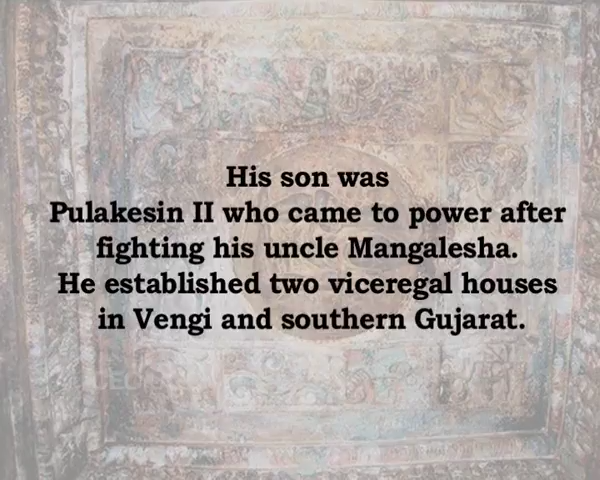 His son was
Pulakesin II who came to power after
fighting his uncle Mangalesha.
He established two viceregal houses
in Vengi and southern Gujarat.